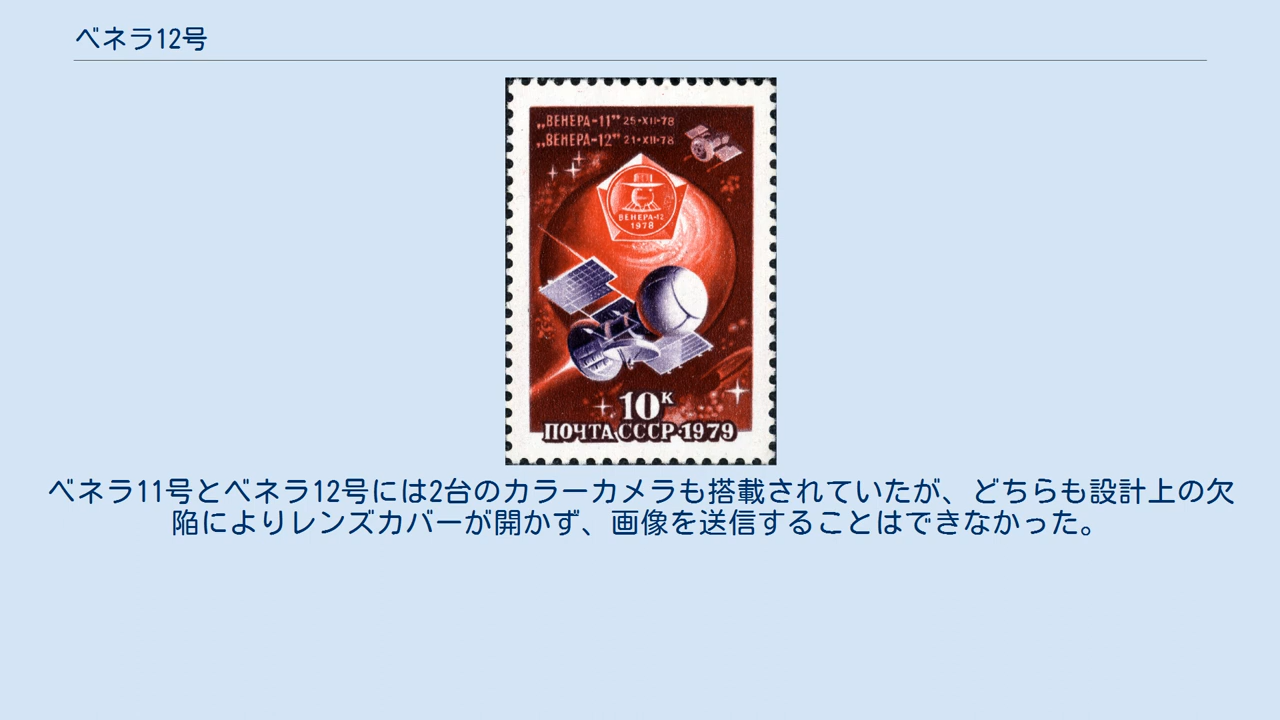 ベネラ12号
„ВЕНЕРА-11” 25•XII•78
„ВЕНЕРА-12” 21•XII•78
ВЕНЕРА-12
1978
10К
ПОЧТА СССР•1979
ベネラ11号とベネラ12号には2台のカラーカメラも搭載されていたが、どちらも設計上の欠
陥によりレンズカバーが開かず、画像を送信することはできなかった。